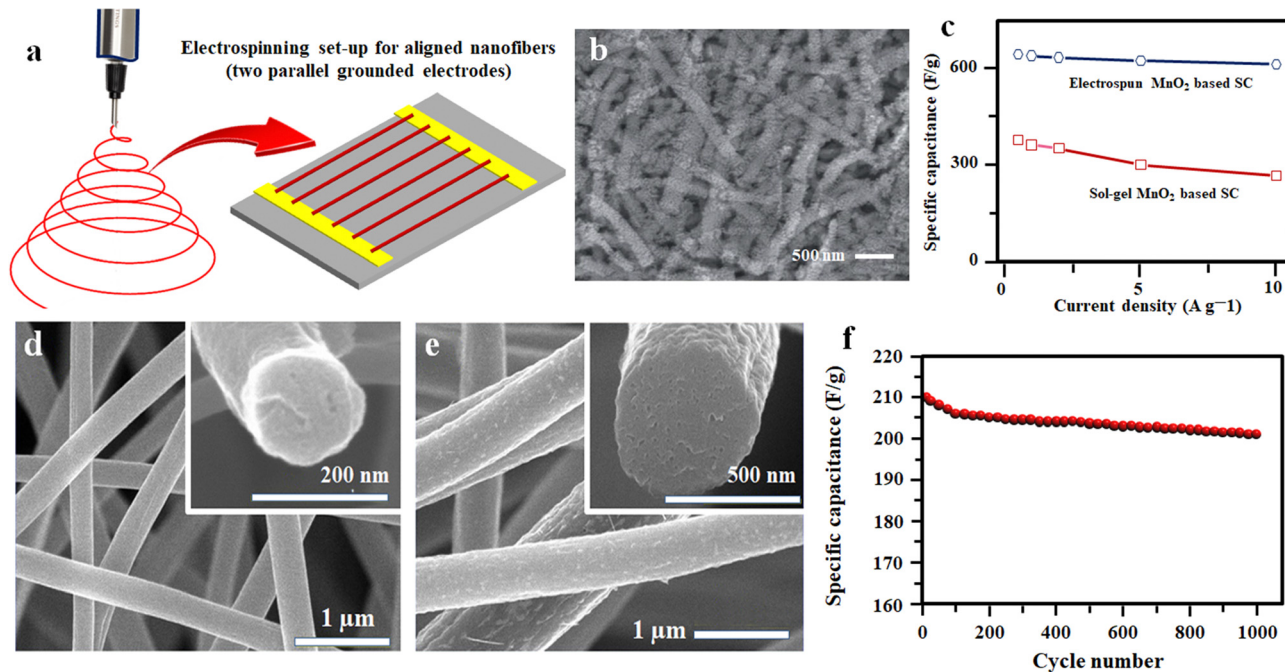 a
Electrospinning set-up for aligned nanofibers
(two parallel grounded electrodes)
b
500 nm
c
Specific capacitance (F/g)
600
300
0
Electrospun MnO₂ based SC
Sol-gel MnO₂ based SC
0
5
10
Current density (A g−1)
d
200 nm
1 µm
e
500 nm
1 µm
f
Specific capacitance (F/g)
220
210
200
190
180
170
160
0 200 400 600 800 1000
Cycle number